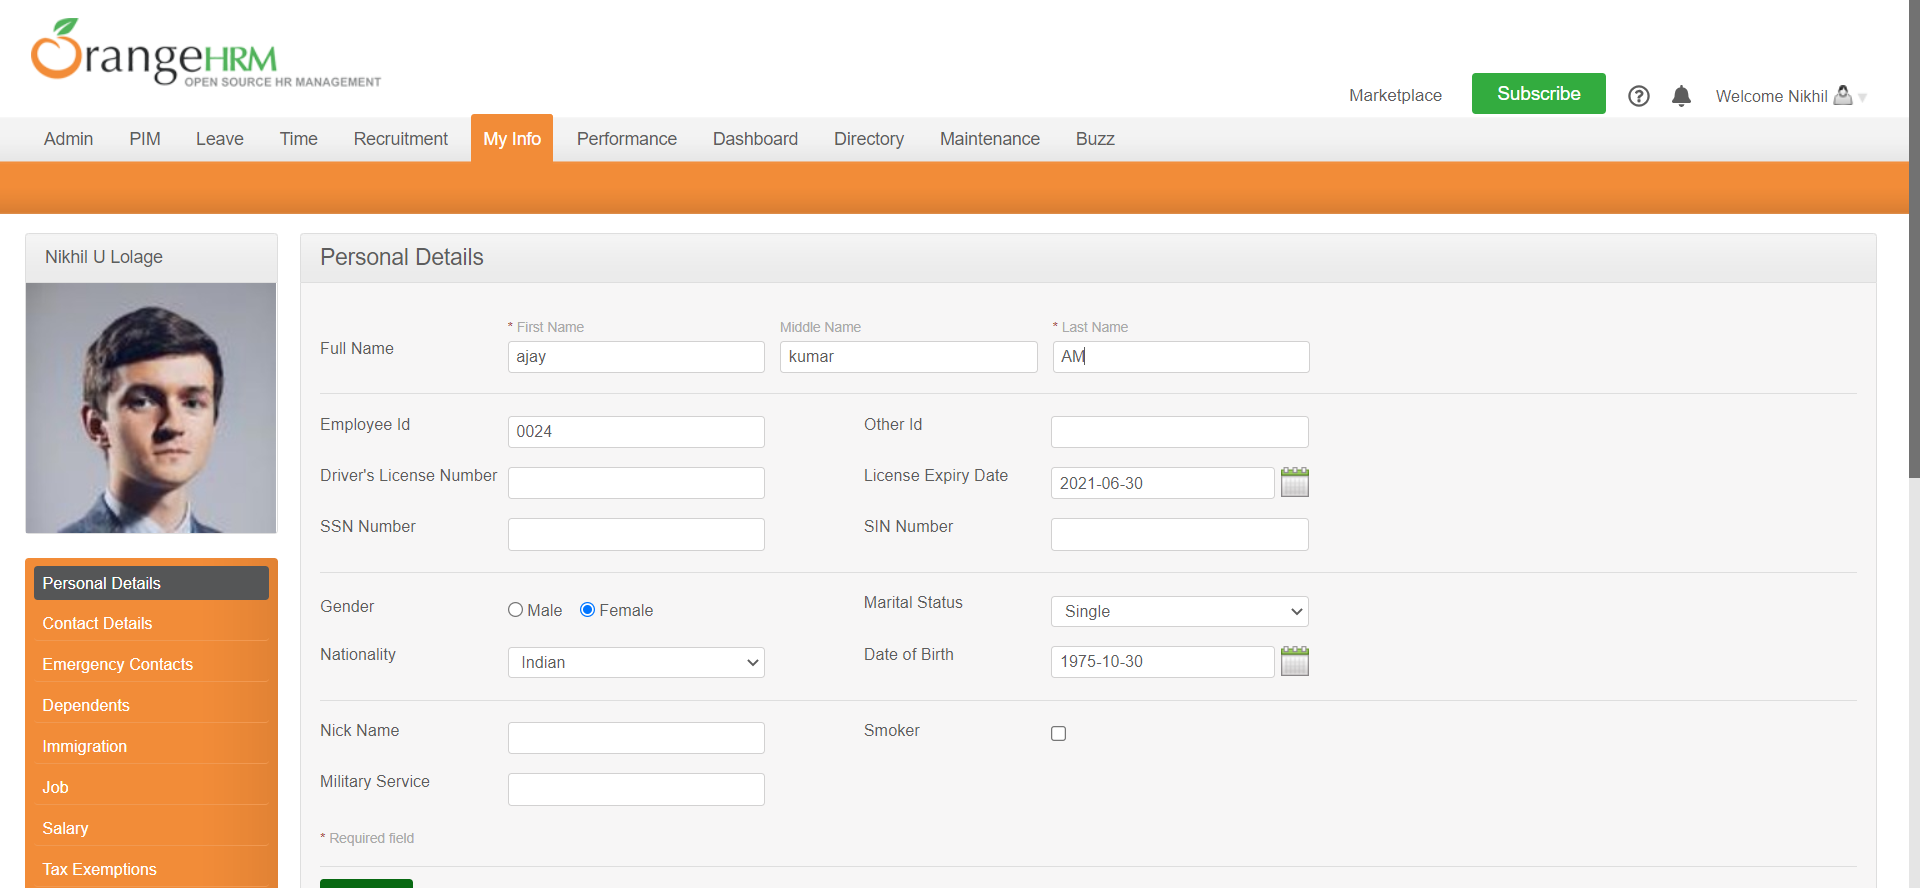 OrangeHRM
OPEN SOURCE HR MANAGEMENT
Marketplace
Subscribe
Welcome Nikhil
Admin
PIM
Leave
Time
Recruitment
My Info
Performance
Dashboard
Directory
Maintenance
Buzz
Nikhil U Lolage
Personal Details
Contact Details
Emergency Contacts
Dependents
Immigration
Job
Salary
Tax Exemptions
Personal Details
Full Name
* First Name
ajay
Middle Name
kumar
* Last Name
AM
Employee Id
0024
Other Id
Driver's License Number
License Expiry Date
2021-06-30
SSN Number
SIN Number
Gender
Male
Female
Marital Status
Single
Nationality
Indian
Date of Birth
1975-10-30
Nick Name
Smoker
Military Service
* Required field